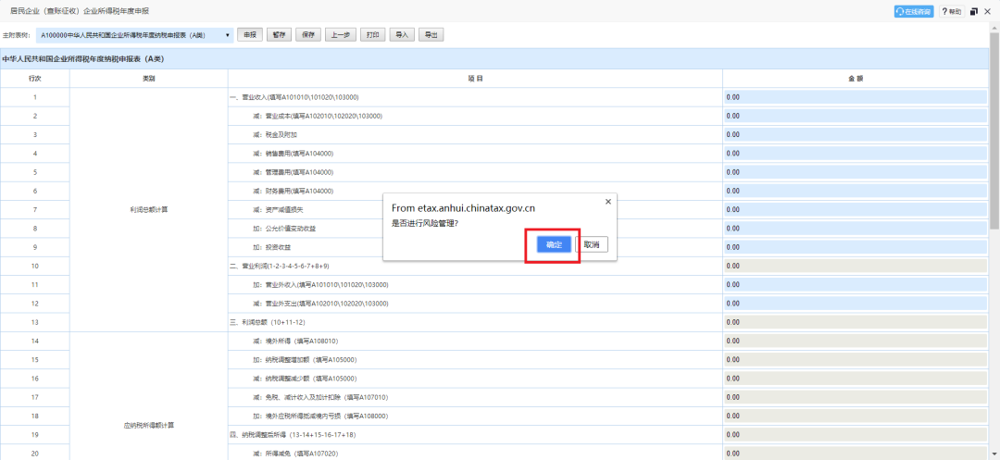 居民企业（查账征收）企业所得税年度申报
在线咨询 ? 帮助
主附表树： A100000中华人民共和国企业所得税年度纳税申报表（A类） 申报 暂存 保存 上一步 打印 导入 导出
中华人民共和国企业所得税年度纳税申报表（A类）
行次 类别 项 目 金 额
1 一、营业收入(填写A101010\101020\103000) 0.00
2 减：营业成本(填写A102010\102020\103000) 0.00
3 减：税金及附加 0.00
4 减：销售费用(填写A104000) 0.00
5 减：管理费用(填写A104000) 0.00
6 减：财务费用(填写A104000) 0.00
7 利润总额计算 减：资产减值损失 0.00
8 加：公允价值变动收益 0.00
9 加：投资收益 0.00
10 二、营业利润(1-2-3-4-5-6-7+8+9) 0.00
11 加：营业外收入(填写A101010\101020\103000) 0.00
12 减：营业外支出(填写A102010\102020\103000) 0.00
13 三、利润总额（10+11-12） 0.00
14 减：境外所得（填写A108010） 0.00
15 加：纳税调整增加额（填写A105000） 0.00
16 减：纳税调整减少额（填写A105000） 0.00
17 减：免税、减计收入及加计扣除（填写A107010） 0.00
18 加：境外应税所得抵减境内亏损（填写A108000） 0.00
应纳税所得额计算
19 四、纳税调整后所得（13-14+15-16-17+18） 0.00
20 减：所得减免（填写A107020） 0.00
From etax.anhui.chinatax.gov.cn
是否进行风险管理?
确定 取消